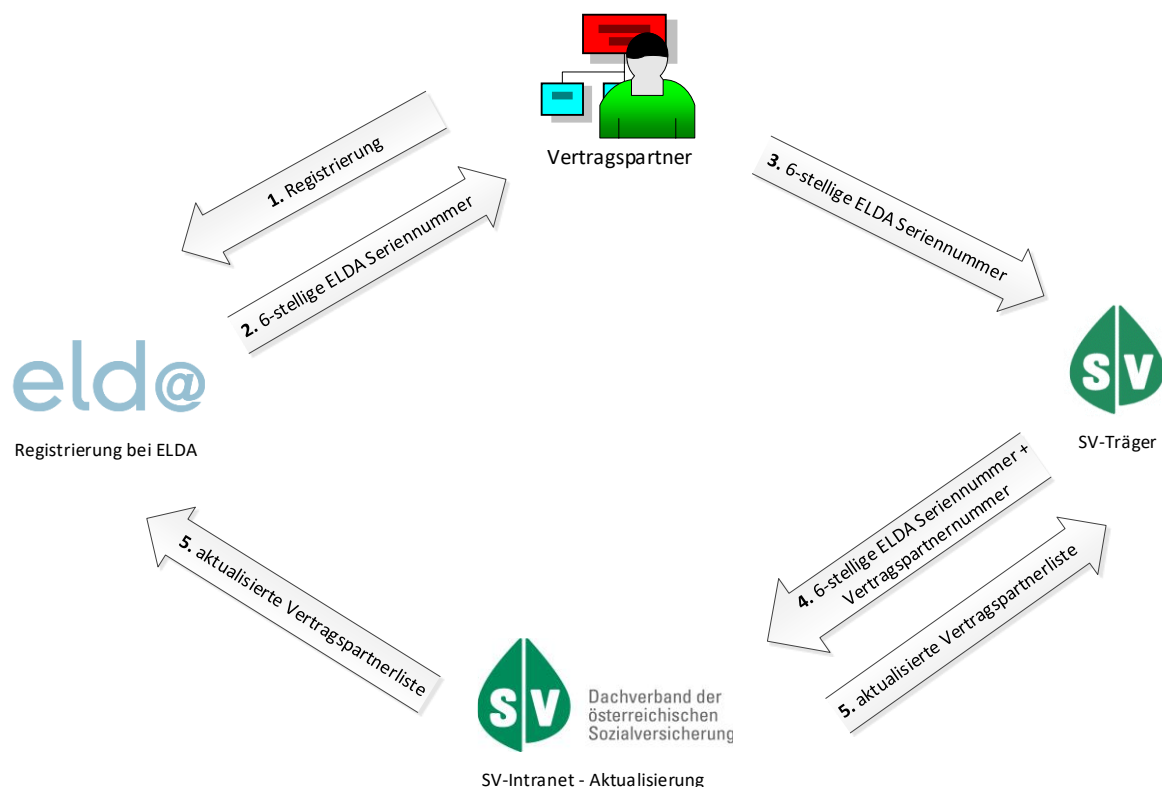 Vertragspartner
1. Registrierung
2. 6-stellige ELDA Seriennummer
3. 6-stellige ELDA Seriennummer
eld@
Registrierung bei ELDA
SV
SV-Träger
4. 6-stellige ELDA Seriennummer +
Vertragspartnernummer
5. aktualisierte Vertragspartnerliste
5. aktualisierte Vertragspartnerliste
SV
Dachverband der
österreichischen
Sozialversicherung
SV-Intranet - Aktualisierung